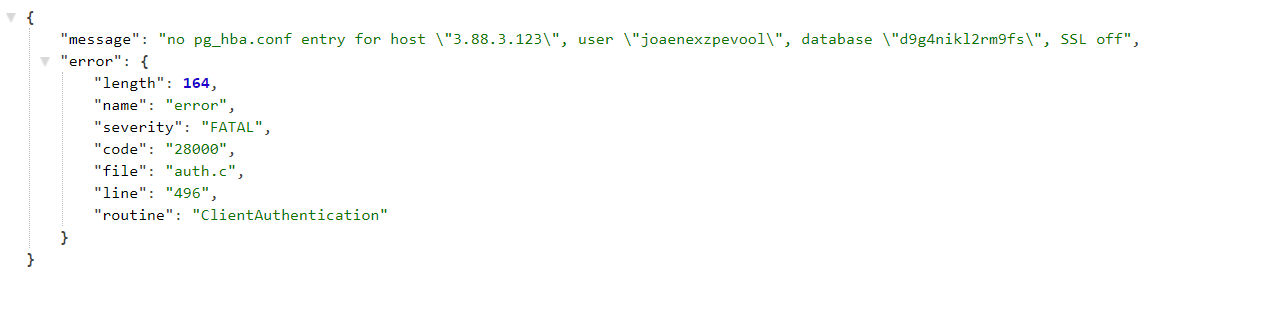 {
"message": "no pg_hba.conf entry for host \"3.88.3.123\", user \"joaenexzpevool\", database \"d9g4nikl2rm9fs\", SSL off",
"error": {
"length": 164,
"name": "error",
"severity": "FATAL",
"code": "28000",
"file": "auth.c",
"line": "496",
"routine": "ClientAuthentication"
}
}